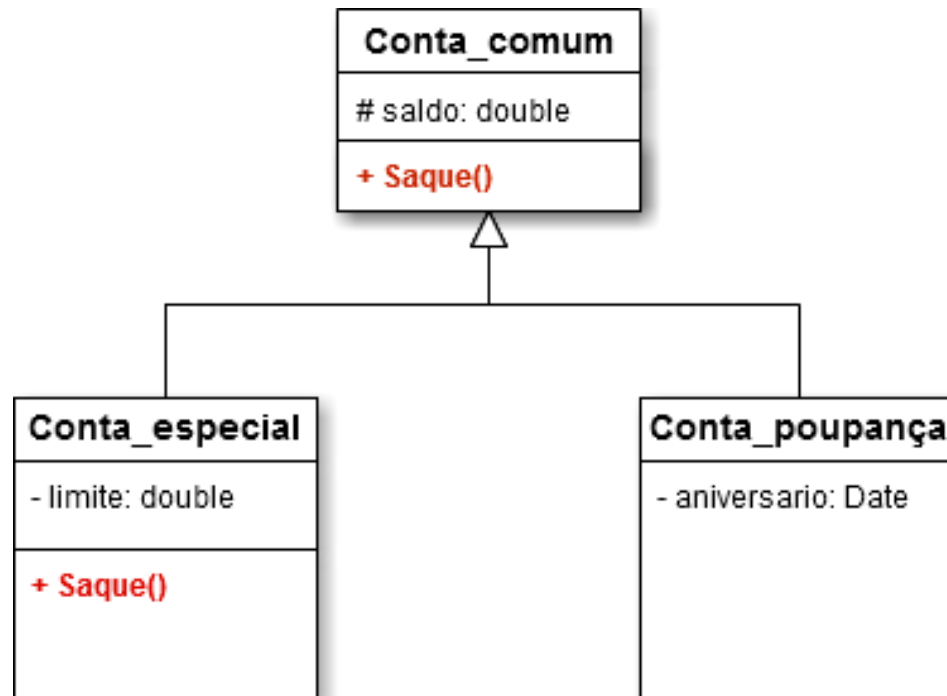 Conta_comum
# saldo: double
+ Saque()
Conta_especial
- limite: double
+ Saque()
Conta_poupança
- aniversario: Date